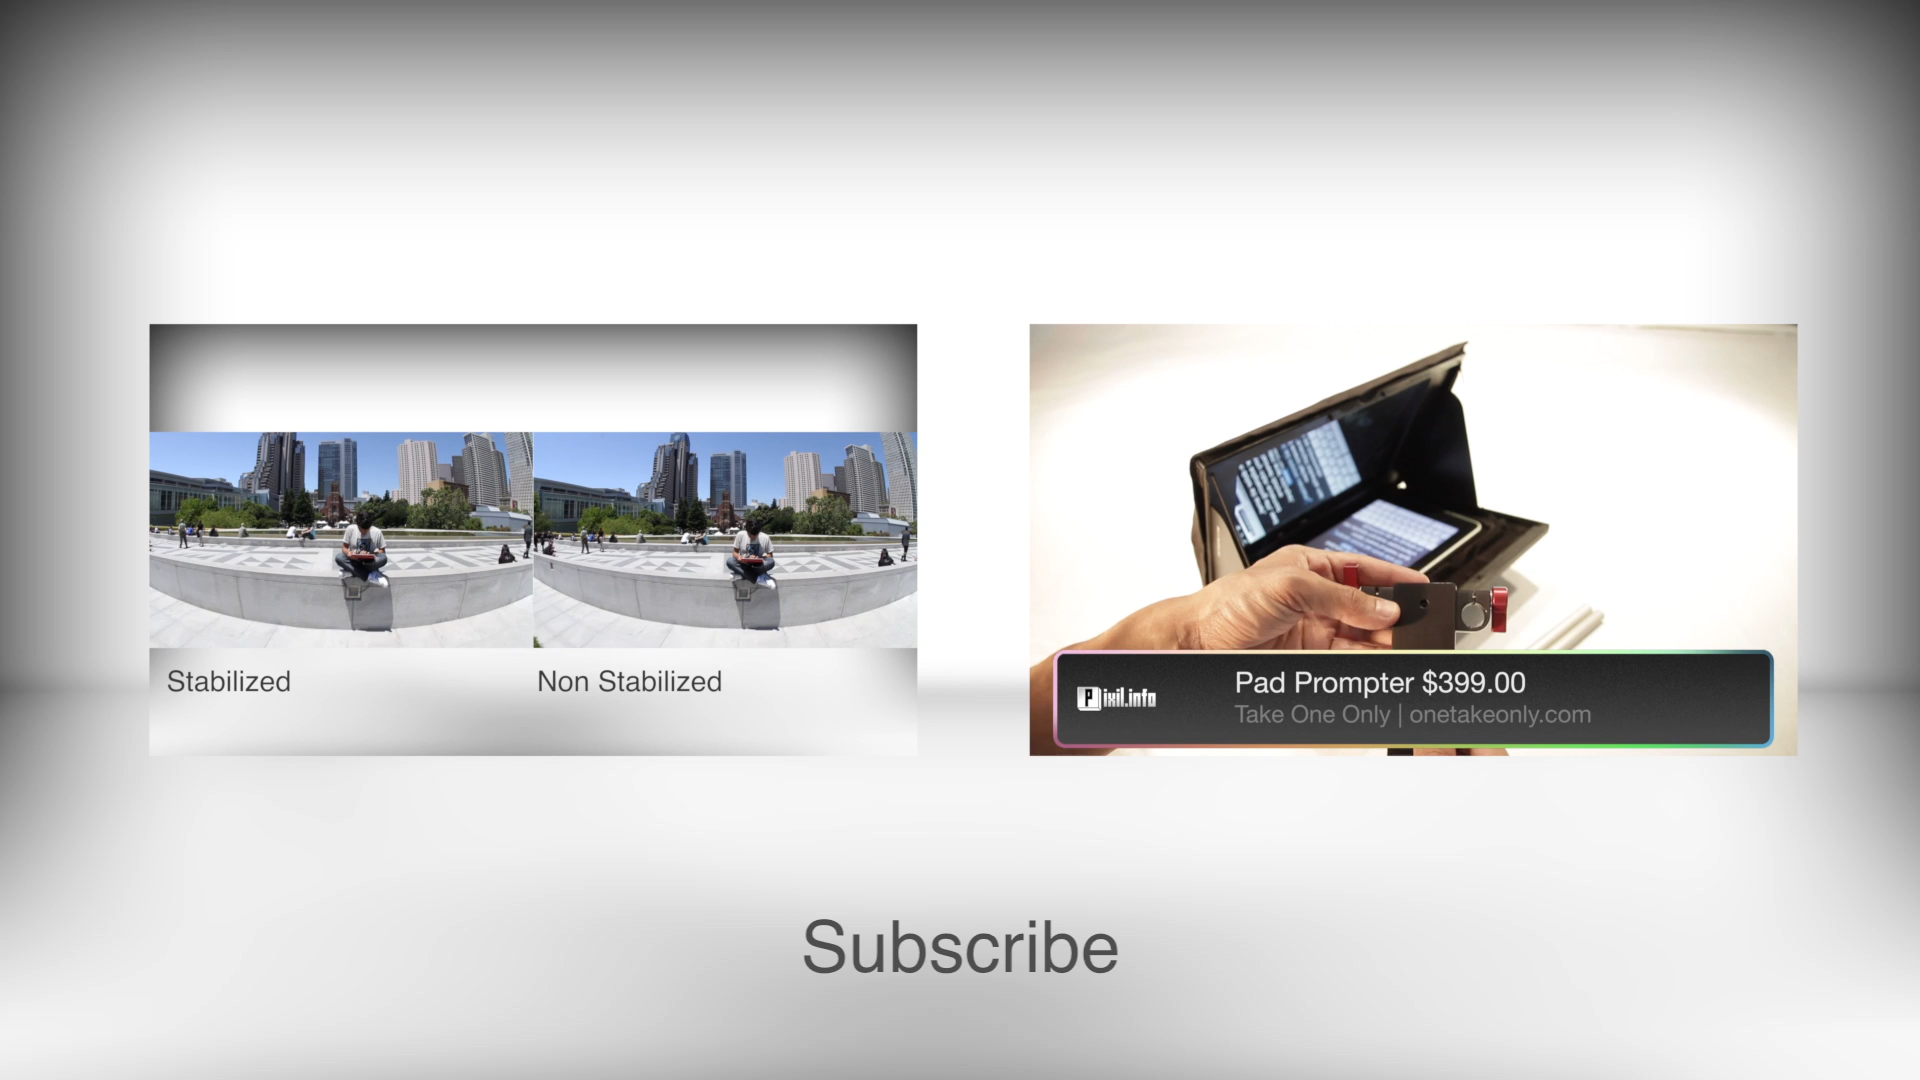 Stabilized
Non Stabilized
Pixil.info
Pad Prompter $399.00
Take One Only | onetakeonly.com
Subscribe